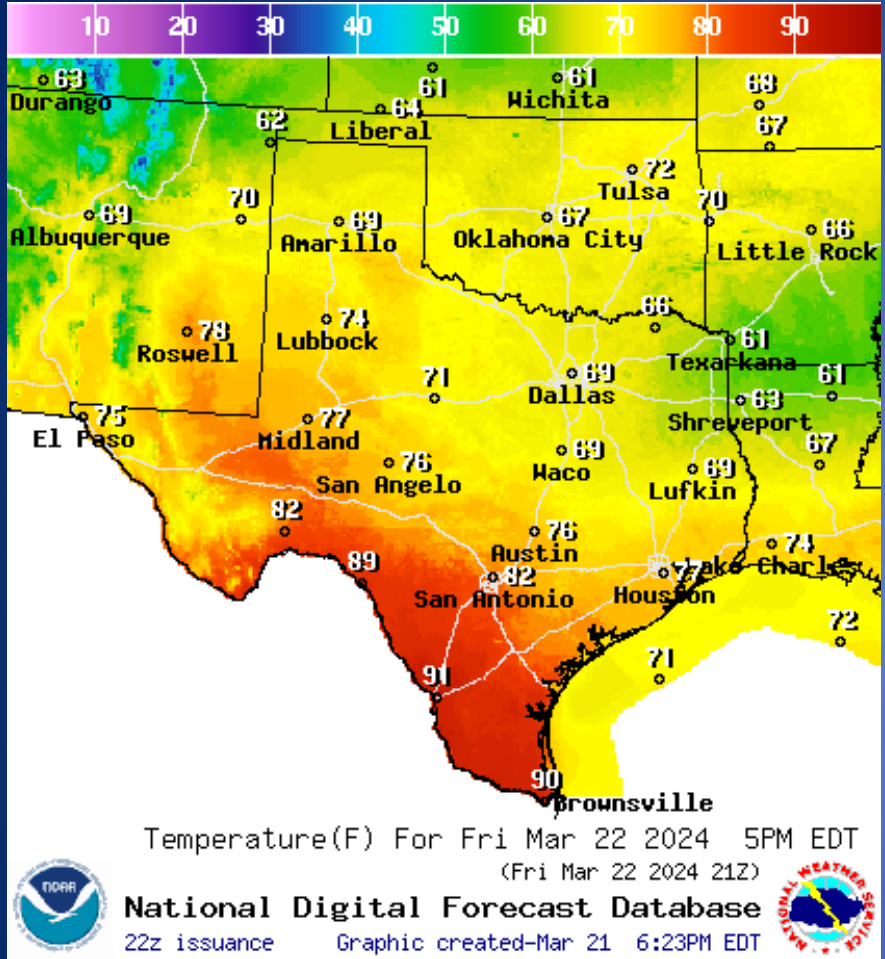 10 20 30 40 50 60 70 80 90
63
Durango
61
61
Wichita
68
64
Liberal
62
67
72
Tulsa
69
Albuquerque
70
69
Amarillo
67
Oklahoma City
70
66
Little Rock
78
Roswell
74
Lubbock
66
61
Texarkana
69
Dallas
71
63
Shreveport
61
75
El Paso
77
Midland
76
San Angelo
69
Waco
69
Lufkin
67
82
76
Austin
74
Lake Charles
89
82
San Antonio
77
Houston
72
71
91
90
Brownsville
Temperature(F) For Fri Mar 22 2024 5PM EDT
(Fri Mar 22 2024 21Z)
NOAA
National Digital Forecast Database
NATIONAL WEATHER SERVICE
22z issuance Graphic created-Mar 21 6:23PM EDT